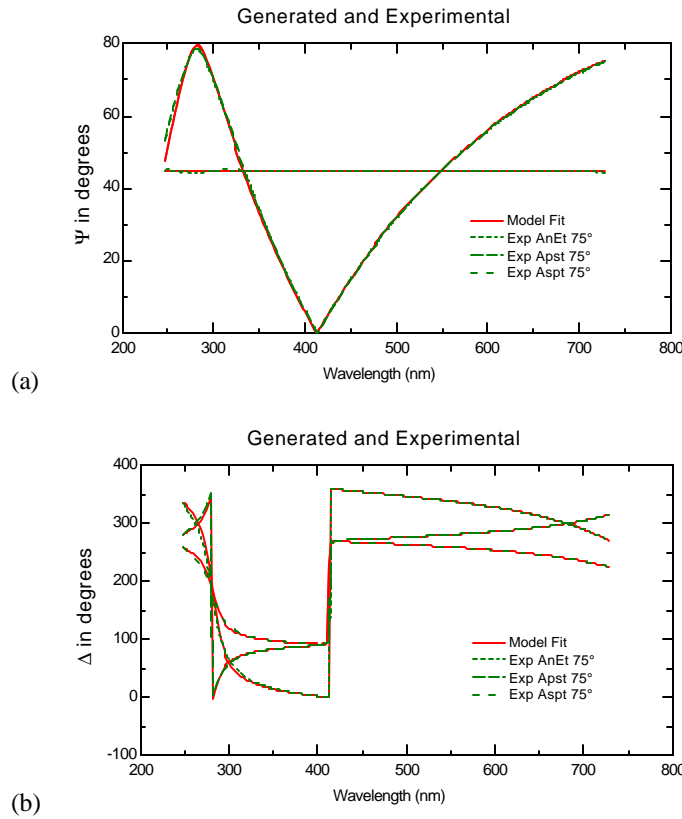 Generated and Experimental
80
60
40
20
0
Ψ in degrees
Model Fit
Exp AnEt 75°
Exp Apst 75°
Exp Aspt 75°
200 300 400 500 600 700 800
Wavelength (nm)
(a)
Generated and Experimental
400
300
200
100
0
-100
Δ in degrees
Model Fit
Exp AnEt 75°
Exp Apst 75°
Exp Aspt 75°
200 300 400 500 600 700 800
Wavelength (nm)
(b)